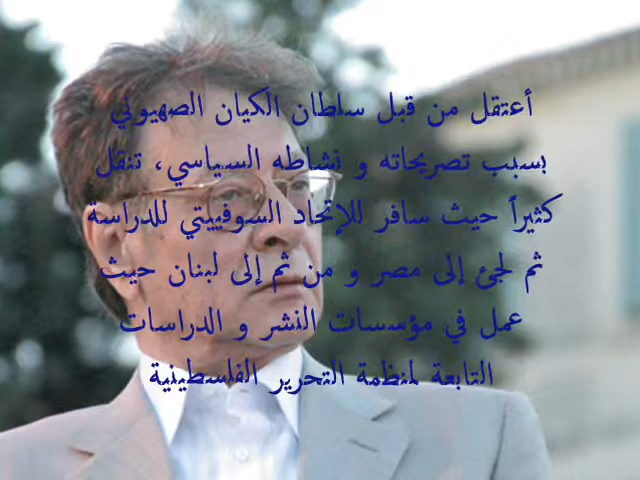 أعتقل من قبل سلطان الكيان الصهيوني
بسبب تصريحاته و نشاطه السياسي، تنقل
كثيراً حيث سافر للإتحاد السوفييتي للدراسة
ثم لجئ إلى مصر و من ثم إلى لبنان حيث
عمل في مؤسسات النشر و الدراسات
التابعة لمنظمة التحرير الفلسطينية